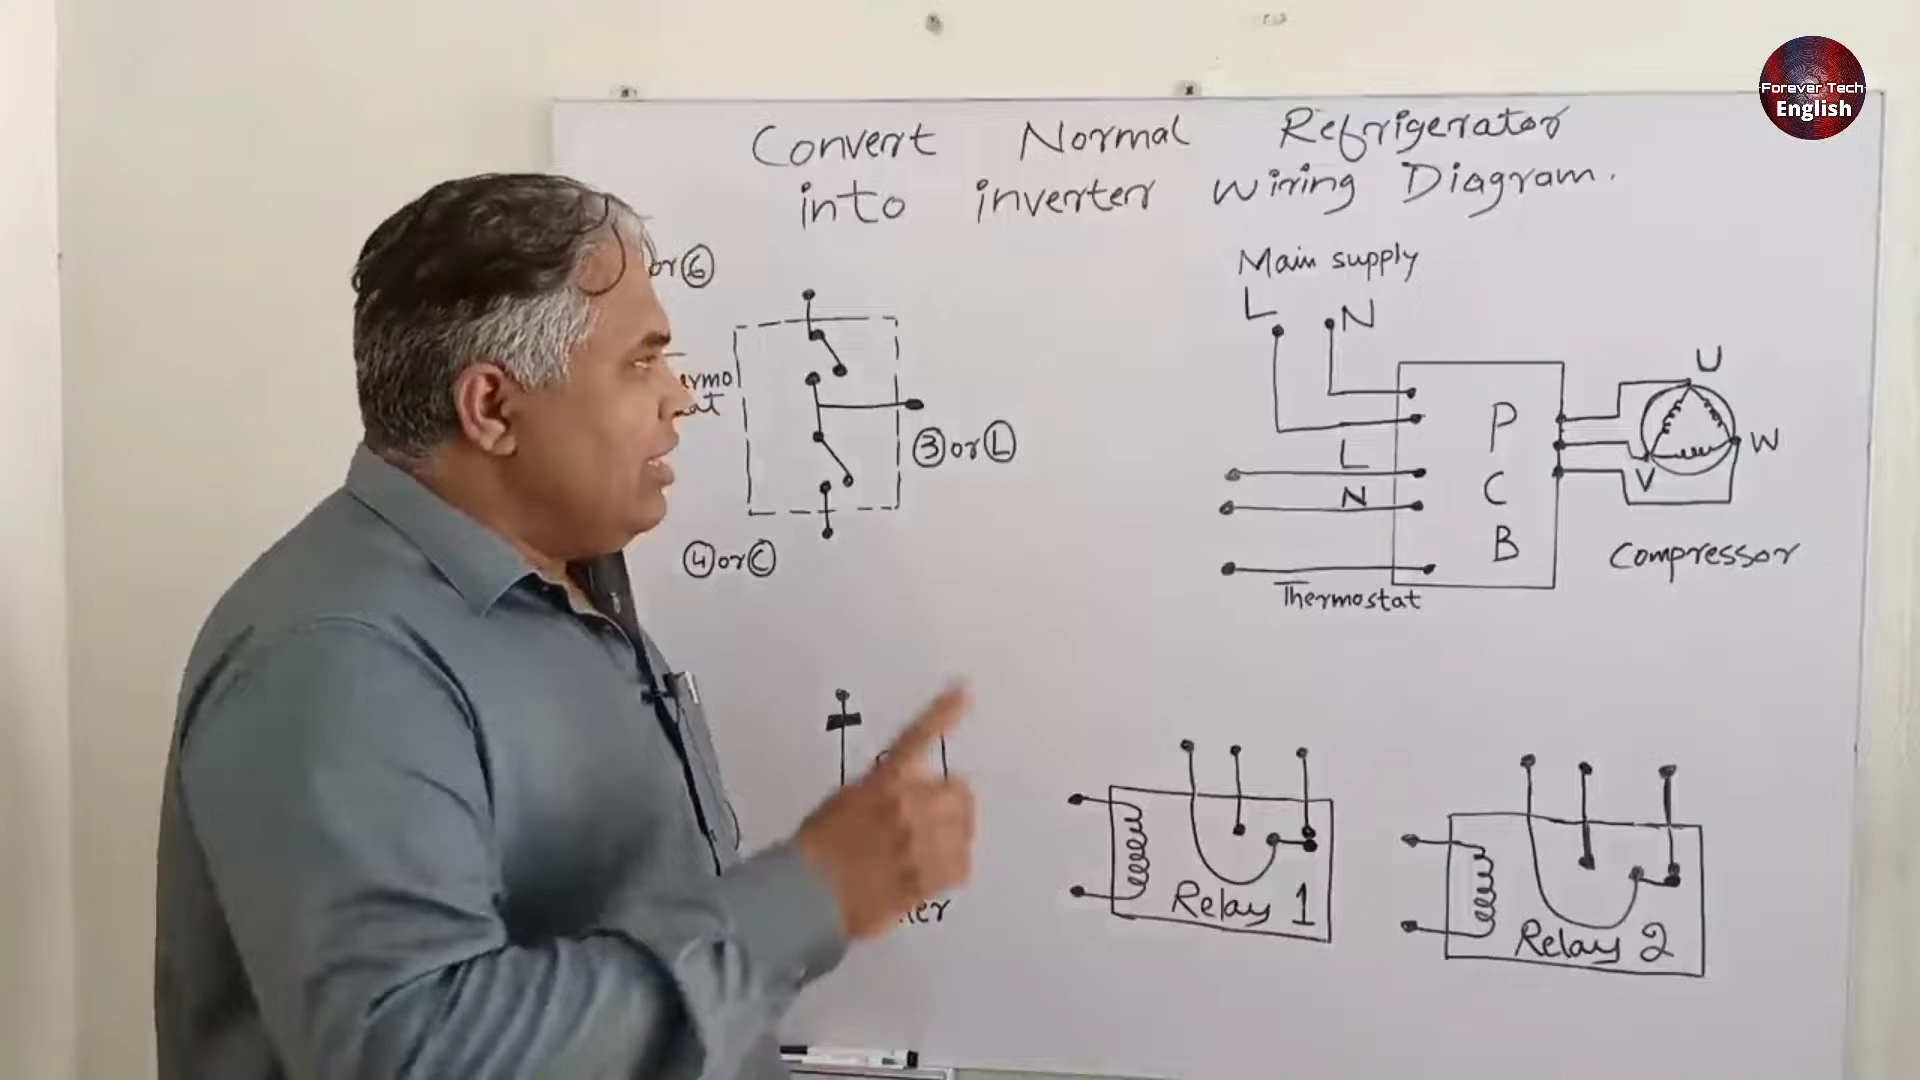 Forever Tech
English
Convert Normal Refrigerator
into inverter Wiring Diagram.
or 6
3 or L
4 or C
Main supply
L N
L
N
Thermostat
P
C
B
U
V
W
Compressor
Relay 1
Relay 2